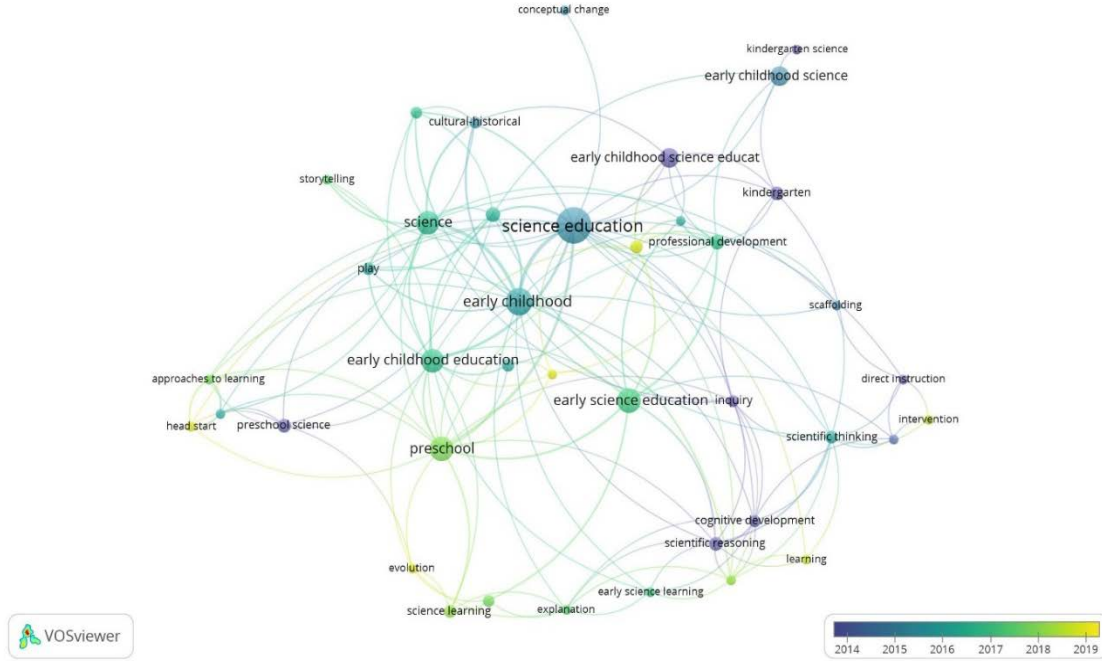 conceptual change
kindergarten science
early childhood science
cultural-historical
early childhood science educat
storytelling
kindergarten
science
science education
professional development
play
early childhood
scaffolding
early childhood education
approaches to learning
direct instruction
early science education
inquiry
head start
preschool science
intervention
scientific thinking
preschool
cognitive development
scientific reasoning
learning
evolution
early science learning
science learning
explanation
VOSviewer
2014 2015 2016 2017 2018 2019